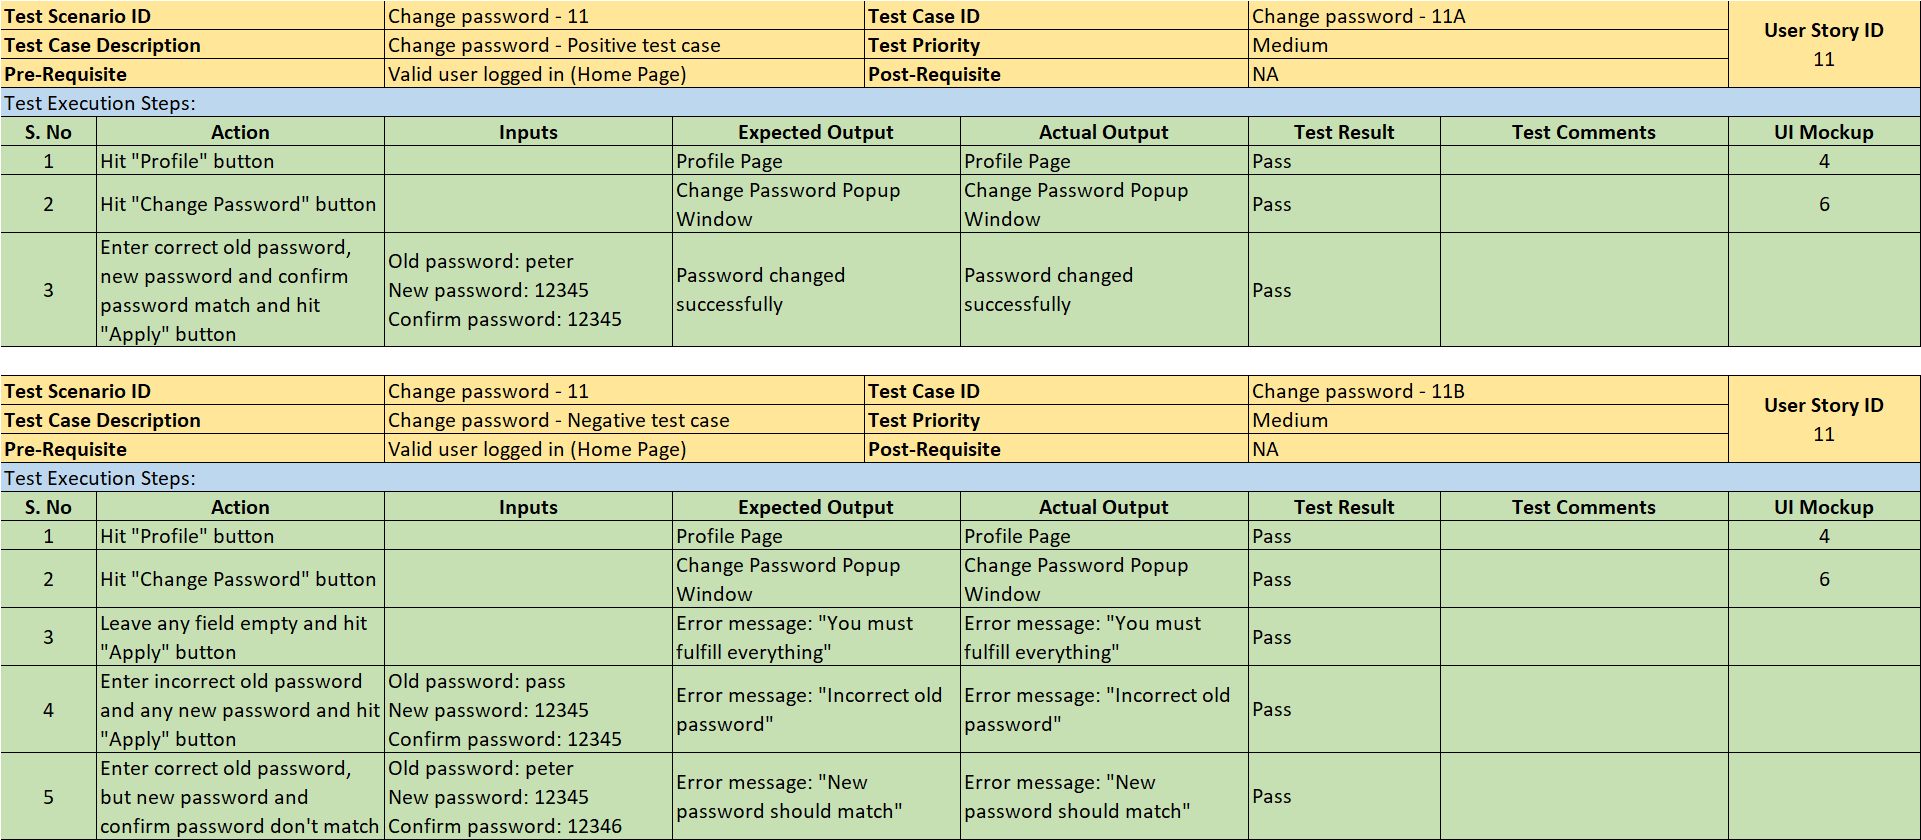 Test Scenario ID Change password - 11 Test Case ID Change password - 11A User Story ID
Test Case Description Change password - Positive test case Test Priority Medium 11
Pre-Requisite Valid user logged in (Home Page) Post-Requisite NA
Test Execution Steps:
S. No Action Inputs Expected Output Actual Output Test Result Test Comments UI Mockup
1 Hit "Profile" button Profile Page Profile Page Pass 4
2 Hit "Change Password" button Change Password Popup Change Password Popup Pass 6
Window Window
Enter correct old password,
new password and confirm Old password: peter Password changed Password changed
3 password match and hit New password: 12345 successfully successfully Pass
"Apply" button Confirm password: 12345
Test Scenario ID Change password - 11 Test Case ID Change password - 11B User Story ID
Test Case Description Change password - Negative test case Test Priority Medium 11
Pre-Requisite Valid user logged in (Home Page) Post-Requisite NA
Test Execution Steps:
S. No Action Inputs Expected Output Actual Output Test Result Test Comments UI Mockup
1 Hit "Profile" button Profile Page Profile Page Pass 4
2 Hit "Change Password" button Change Password Popup Change Password Popup Pass 6
Window Window
3 Leave any field empty and hit Error message: "You must Error message: "You must Pass
"Apply" button fulfill everything" fulfill everything"
Enter incorrect old password Old password: pass Error message: "Incorrect old Error message: "Incorrect old
4 and any new password and hit New password: 12345 password" password" Pass
"Apply" button Confirm password: 12345
Enter correct old password, Old password: peter Error message: "New Error message: "New
5 but new password and New password: 12345 password should match" password should match" Pass
confirm password don't match Confirm password: 12346